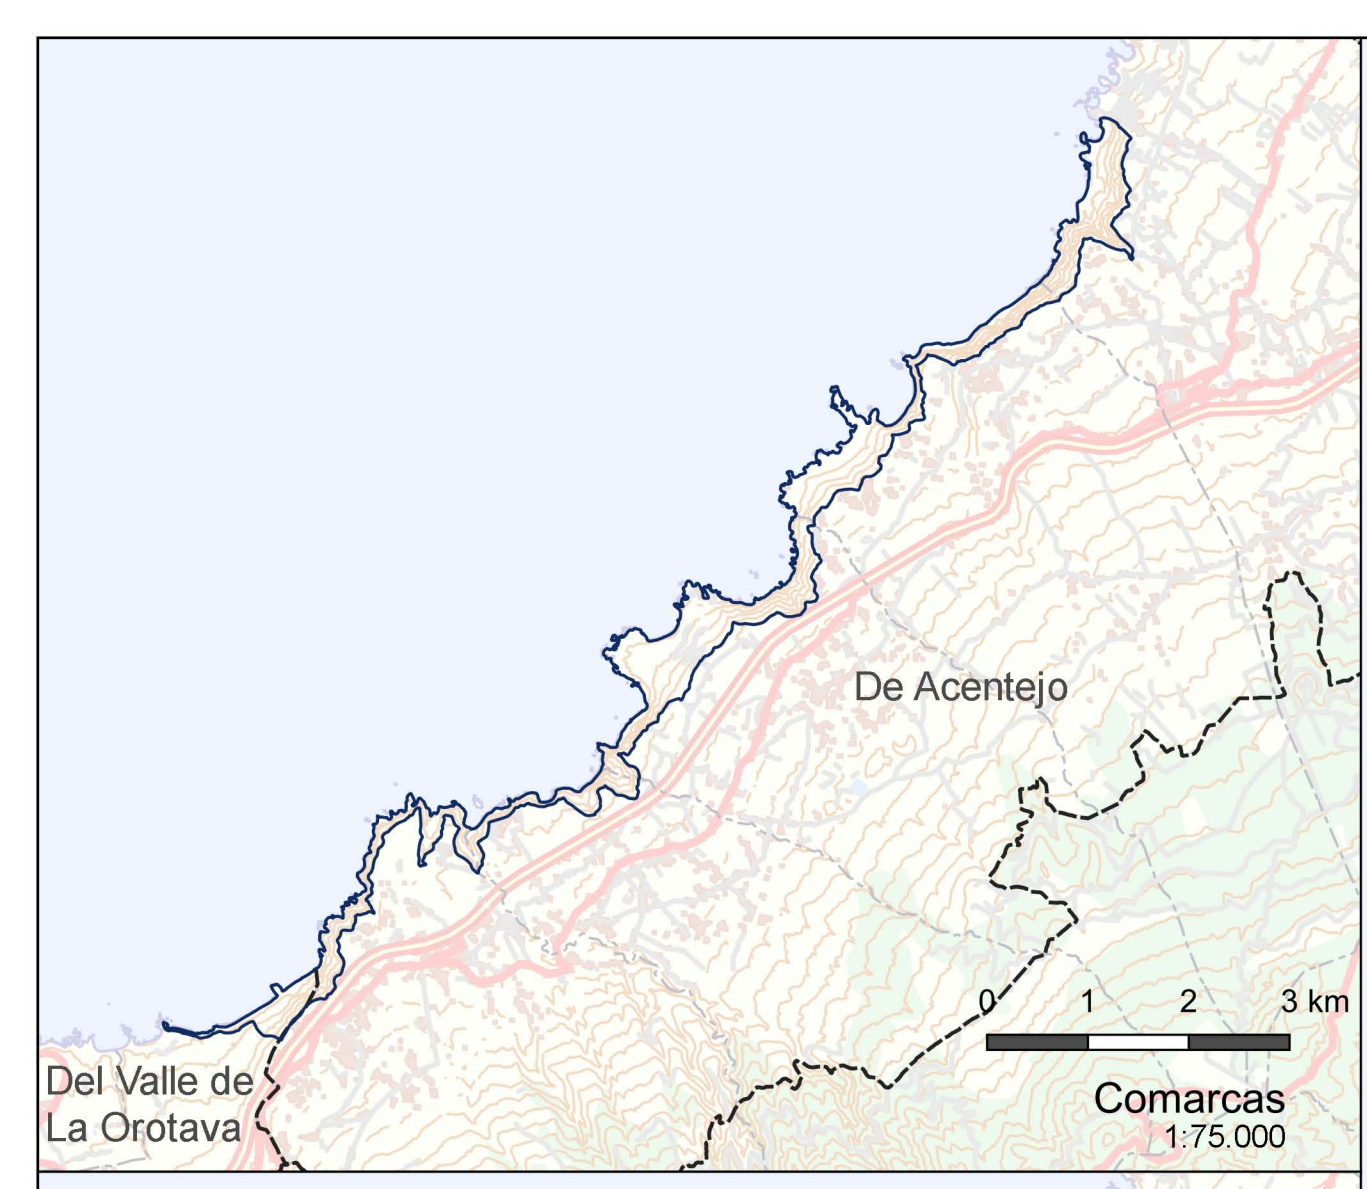 De Acentejo
0 1 2 3 km
Del Valle de
La Orotava
Comarcas
1:75.000